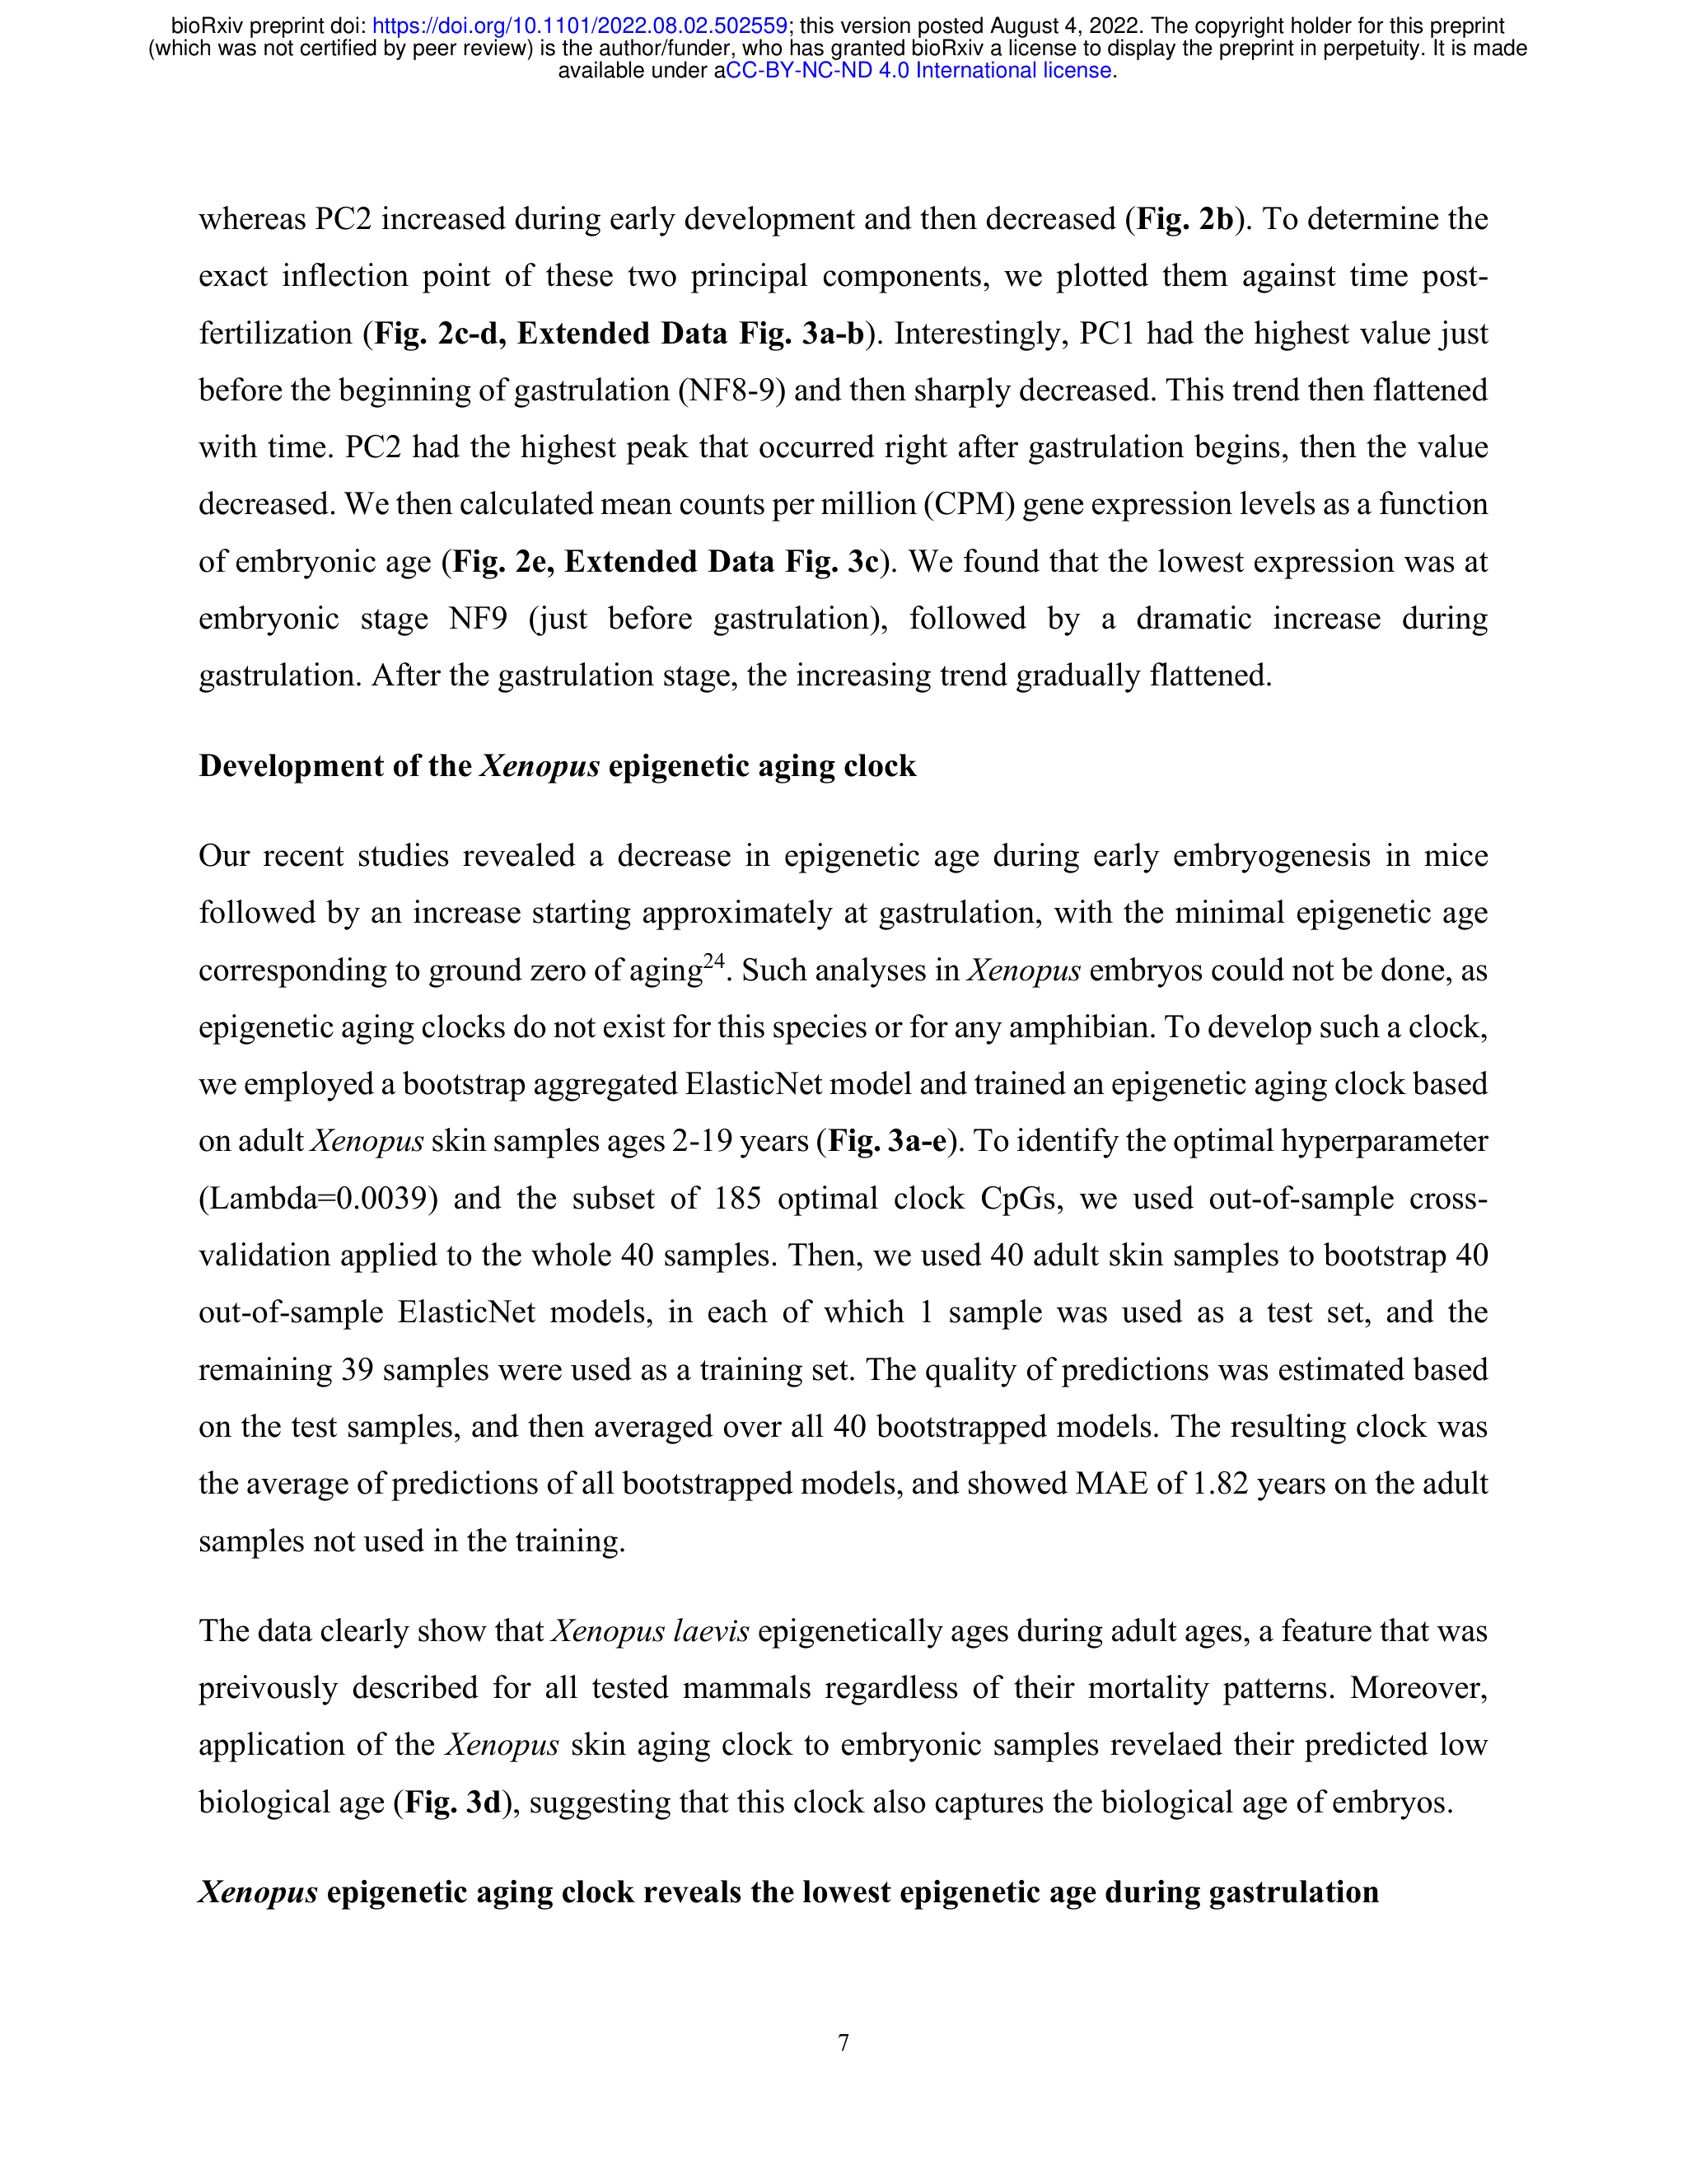 bioRxiv preprint doi: https://doi.org/10.1101/2022.08.02.502559; this version posted August 4, 2022. The copyright holder for this preprint
(which was not certified by peer review) is the author/funder, who has granted bioRxiv a license to display the preprint in perpetuity. It is made
available under aCC-BY-NC-ND 4.0 International license.
whereas PC2 increased during early development and then decreased (Fig. 2b). To determine the
exact inflection point of these two principal components, we plotted them against time post-
fertilization (Fig. 2c-d, Extended Data Fig. 3a-b). Interestingly, PC1 had the highest value just
before the beginning of gastrulation (NF8-9) and then sharply decreased. This trend then flattened
with time. PC2 had the highest peak that occurred right after gastrulation begins, then the value
decreased. We then calculated mean counts per million (CPM) gene expression levels as a function
of embryonic age (Fig. 2e, Extended Data Fig. 3c). We found that the lowest expression was at
embryonic stage NF9 (just before gastrulation), followed by a dramatic increase during
gastrulation. After the gastrulation stage, the increasing trend gradually flattened.
Development of the Xenopus epigenetic aging clock
Our recent studies revealed a decrease in epigenetic age during early embryogenesis in mice
followed by an increase starting approximately at gastrulation, with the minimal epigenetic age
corresponding to ground zero of aging24. Such analyses in Xenopus embryos could not be done, as
epigenetic aging clocks do not exist for this species or for any amphibian. To develop such a clock,
we employed a bootstrap aggregated ElasticNet model and trained an epigenetic aging clock based
on adult Xenopus skin samples ages 2-19 years (Fig. 3a-e). To identify the optimal hyperparameter
(Lambda=0.0039) and the subset of 185 optimal clock CpGs, we used out-of-sample cross-
validation applied to the whole 40 samples. Then, we used 40 adult skin samples to bootstrap 40
out-of-sample ElasticNet models, in each of which 1 sample was used as a test set, and the
remaining 39 samples were used as a training set. The quality of predictions was estimated based
on the test samples, and then averaged over all 40 bootstrapped models. The resulting clock was
the average of predictions of all bootstrapped models, and showed MAE of 1.82 years on the adult
samples not used in the training.
The data clearly show that Xenopus laevis epigenetically ages during adult ages, a feature that was
preivously described for all tested mammals regardless of their mortality patterns. Moreover,
application of the Xenopus skin aging clock to embryonic samples revelaed their predicted low
biological age (Fig. 3d), suggesting that this clock also captures the biological age of embryos.
Xenopus epigenetic aging clock reveals the lowest epigenetic age during gastrulation
7